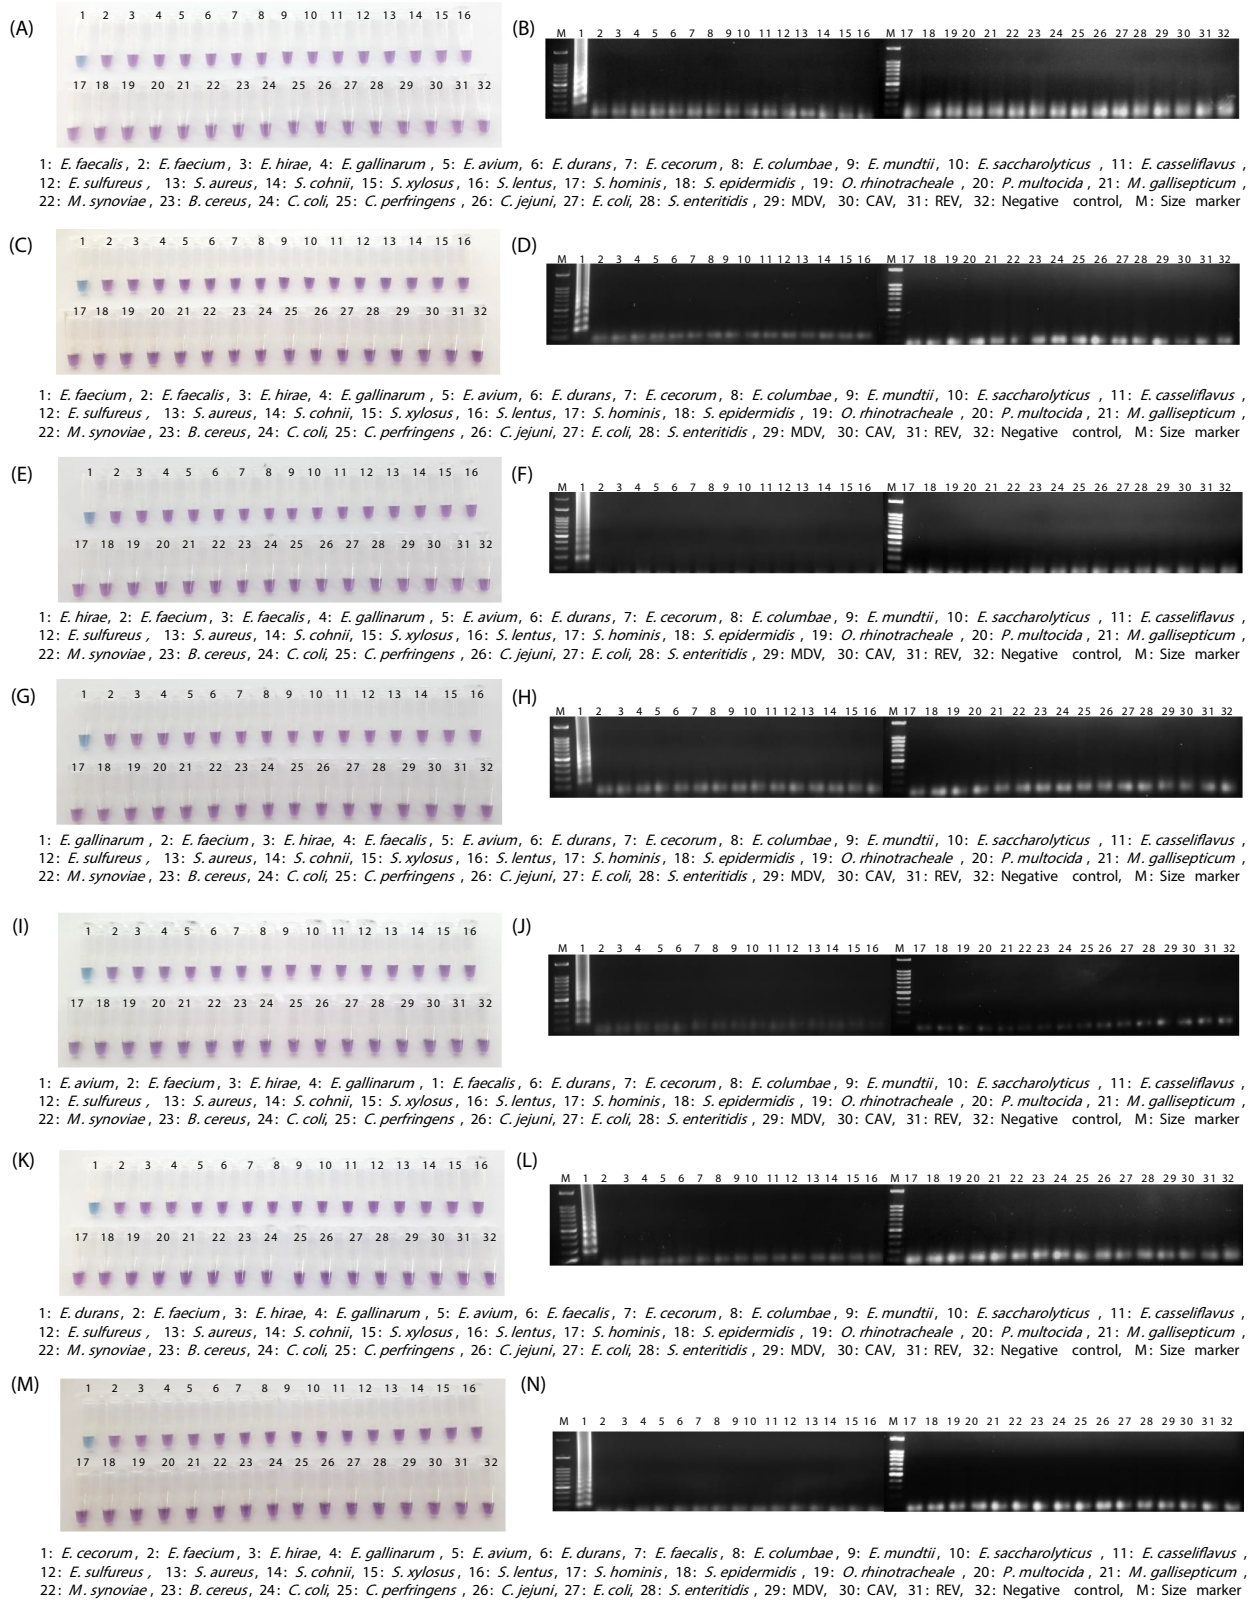 (A)
1 2 3 4 5 6 7 8 9 10 11 12 13 14 15 16
17 18 19 20 21 22 23 24 25 26 27 28 29 30 31 32
(B)
M 1 2 3 4 5 6 7 8 9 10 11 12 13 14 15 16 M 17 18 19 20 21 22 23 24 25 26 27 28 29 30 31 32
1: E. faecalis, 2: E. faecium, 3: E. hirae, 4: E. gallinarum, 5: E. avium, 6: E. durans, 7: E. cecorum, 8: E. columbae, 9: E. mundtii, 10: E. saccharolyticus, 11: E. casseliflavus,
12: E. sulfureus, 13: S. aureus, 14: S. cohnii, 15: S. xylosus, 16: S. lentus, 17: S. hominis, 18: S. epidermidis, 19: O. rhinotracheale, 20: P. multocida, 21: M. gallisepticum,
22: M. synoviae, 23: B. cereus, 24: C. coli, 25: C. perfringens, 26: C. jejuni, 27: E. coli, 28: S. enteritidis, 29: MDV, 30: CAV, 31: REV, 32: Negative control, M: Size marker
(C)
1 2 3 4 5 6 7 8 9 10 11 12 13 14 15 16
17 18 19 20 21 22 23 24 25 26 27 28 29 30 31 32
(D)
M 1 2 3 4 5 6 7 8 9 10 11 12 13 14 15 16 M 17 18 19 20 21 22 23 24 25 26 27 28 29 30 31 32
1: E. faecium, 2: E. faecalis, 3: E. hirae, 4: E. gallinarum, 5: E. avium, 6: E. durans, 7: E. cecorum, 8: E. columbae, 9: E. mundtii, 10: E. saccharolyticus, 11: E. casseliflavus,
12: E. sulfureus, 13: S. aureus, 14: S. cohnii, 15: S. xylosus, 16: S. lentus, 17: S. hominis, 18: S. epidermidis, 19: O. rhinotracheale, 20: P. multocida, 21: M. gallisepticum,
22: M. synoviae, 23: B. cereus, 24: C. coli, 25: C. perfringens, 26: C. jejuni, 27: E. coli, 28: S. enteritidis, 29: MDV, 30: CAV, 31: REV, 32: Negative control, M: Size marker
(E)
1 2 3 4 5 6 7 8 9 10 11 12 13 14 15 16
17 18 19 20 21 22 23 24 25 26 27 28 29 30 31 32
(F)
M 1 2 3 4 5 6 7 8 9 10 11 12 13 14 15 16 M 17 18 19 20 21 22 23 24 25 26 27 28 29 30 31 32
1: E. hirae, 2: E. faecium, 3: E. faecalis, 4: E. gallinarum, 5: E. avium, 6: E. durans, 7: E. cecorum, 8: E. columbae, 9: E. mundtii, 10: E. saccharolyticus, 11: E. casseliflavus,
12: E. sulfureus, 13: S. aureus, 14: S. cohnii, 15: S. xylosus, 16: S. lentus, 17: S. hominis, 18: S. epidermidis, 19: O. rhinotracheale, 20: P. multocida, 21: M. gallisepticum,
22: M. synoviae, 23: B. cereus, 24: C. coli, 25: C. perfringens, 26: C. jejuni, 27: E. coli, 28: S. enteritidis, 29: MDV, 30: CAV, 31: REV, 32: Negative control, M: Size marker
(G)
1 2 3 4 5 6 7 8 9 10 11 12 13 14 15 16
17 18 19 20 21 22 23 24 25 26 27 28 29 30 31 32
(H)
M 1 2 3 4 5 6 7 8 9 10 11 12 13 14 15 16 M 17 18 19 20 21 22 23 24 25 26 27 28 29 30 31 32
1: E. gallinarum, 2: E. faecium, 3: E. hirae, 4: E. faecalis, 5: E. avium, 6: E. durans, 7: E. cecorum, 8: E. columbae, 9: E. mundtii, 10: E. saccharolyticus, 11: E. casseliflavus,
12: E. sulfureus, 13: S. aureus, 14: S. cohnii, 15: S. xylosus, 16: S. lentus, 17: S. hominis, 18: S. epidermidis, 19: O. rhinotracheale, 20: P. multocida, 21: M. gallisepticum,
22: M. synoviae, 23: B. cereus, 24: C. coli, 25: C. perfringens, 26: C. jejuni, 27: E. coli, 28: S. enteritidis, 29: MDV, 30: CAV, 31: REV, 32: Negative control, M: Size marker
(I)
1 2 3 4 5 6 7 8 9 10 11 12 13 14 15 16
17 18 19 20 21 22 23 24 25 26 27 28 29 30 31 32
(J)
M 1 2 3 4 5 6 7 8 9 10 11 12 13 14 15 16 M 17 18 19 20 21 22 23 24 25 26 27 28 29 30 31 32
1: E. avium, 2: E. faecium, 3: E. hirae, 4: E. gallinarum, 1: E. faecalis, 6: E. durans, 7: E. cecorum, 8: E. columbae, 9: E. mundtii, 10: E. saccharolyticus, 11: E. casseliflavus,
12: E. sulfureus, 13: S. aureus, 14: S. cohnii, 15: S. xylosus, 16: S. lentus, 17: S. hominis, 18: S. epidermidis, 19: O. rhinotracheale, 20: P. multocida, 21: M. gallisepticum,
22: M. synoviae, 23: B. cereus, 24: C. coli, 25: C. perfringens, 26: C. jejuni, 27: E. coli, 28: S. enteritidis, 29: MDV, 30: CAV, 31: REV, 32: Negative control, M: Size marker
(K)
1 2 3 4 5 6 7 8 9 10 11 12 13 14 15 16
17 18 19 20 21 22 23 24 25 26 27 28 29 30 31 32
(L)
M 1 2 3 4 5 6 7 8 9 10 11 12 13 14 15 16 M 17 18 19 20 21 22 23 24 25 26 27 28 29 30 31 32
1: E. durans, 2: E. faecium, 3: E. hirae, 4: E. gallinarum, 5: E. avium, 6: E. faecalis, 7: E. cecorum, 8: E. columbae, 9: E. mundtii, 10: E. saccharolyticus, 11: E. casseliflavus,
12: E. sulfureus, 13: S. aureus, 14: S. cohnii, 15: S. xylosus, 16: S. lentus, 17: S. hominis, 18: S. epidermidis, 19: O. rhinotracheale, 20: P. multocida, 21: M. gallisepticum,
22: M. synoviae, 23: B. cereus, 24: C. coli, 25: C. perfringens, 26: C. jejuni, 27: E. coli, 28: S. enteritidis, 29: MDV, 30: CAV, 31: REV, 32: Negative control, M: Size marker
(M)
1 2 3 4 5 6 7 8 9 10 11 12 13 14 15 16
17 18 19 20 21 22 23 24 25 26 27 28 29 30 31 32
(N)
M 1 2 3 4 5 6 7 8 9 10 11 12 13 14 15 16 M 17 18 19 20 21 22 23 24 25 26 27 28 29 30 31 32
1: E. cecorum, 2: E. faecium, 3: E. hirae, 4: E. gallinarum, 5: E. avium, 6: E. durans, 7: E. faecalis, 8: E. columbae, 9: E. mundtii, 10: E. saccharolyticus, 11: E. casseliflavus,
12: E. sulfureus, 13: S. aureus, 14: S. cohnii, 15: S. xylosus, 16: S. lentus, 17: S. hominis, 18: S. epidermidis, 19: O. rhinotracheale, 20: P. multocida, 21: M. gallisepticum,
22: M. synoviae, 23: B. cereus, 24: C. coli, 25: C. perfringens, 26: C. jejuni, 27: E. coli, 28: S. enteritidis, 29: MDV, 30: CAV, 31: REV, 32: Negative control, M: Size marker